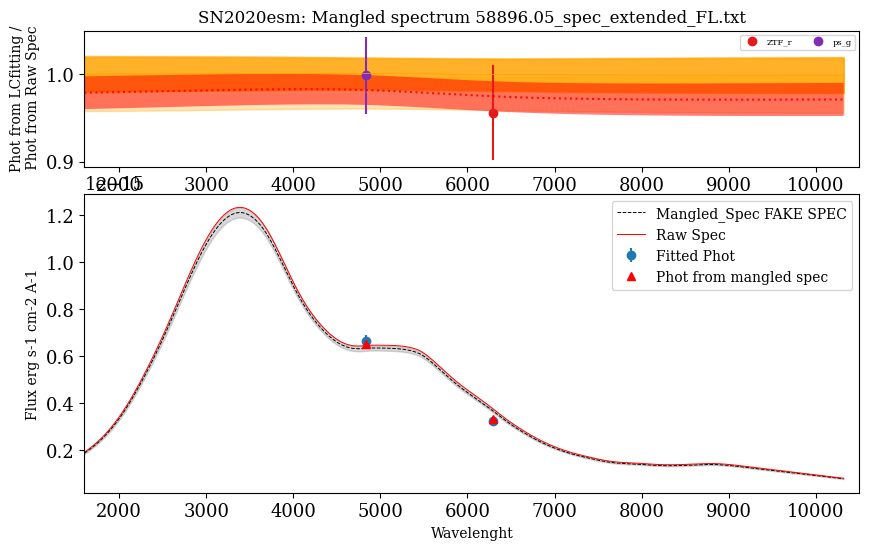 SN2020esm: Mangled spectrum 58896.05_spec_extended_FL.txt
Phot from LCfitting /
Phot from Raw Spec
ZTF_r
ps_g
1.0
0.9
2000 3000 4000 5000 6000 7000 8000 9000 10000
1e−15
Mangled_Spec FAKE SPEC
Raw Spec
Fitted Phot
Phot from mangled spec
Flux erg s-1 cm-2 A-1
1.2
1.0
0.8
0.6
0.4
0.2
2000 3000 4000 5000 6000 7000 8000 9000 10000
Wavelenght